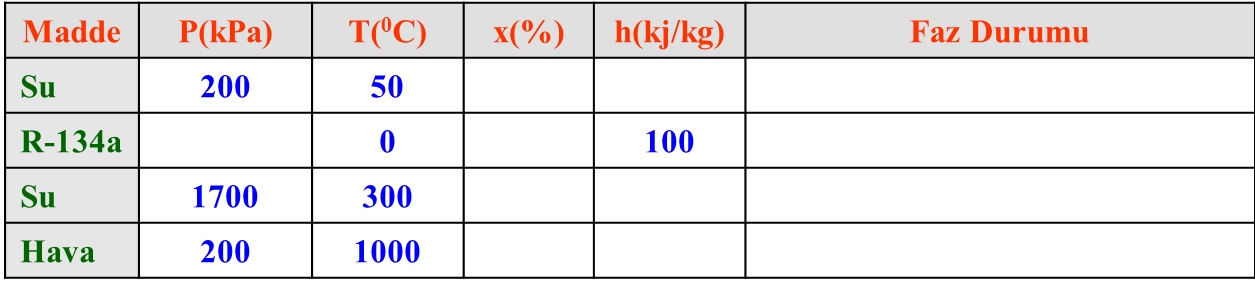 Madde P(kPa) T(⁰C) x(%) h(kj/kg) Faz Durumu
Su 200 50
R-134a 0 100
Su 1700 300
Hava 200 1000